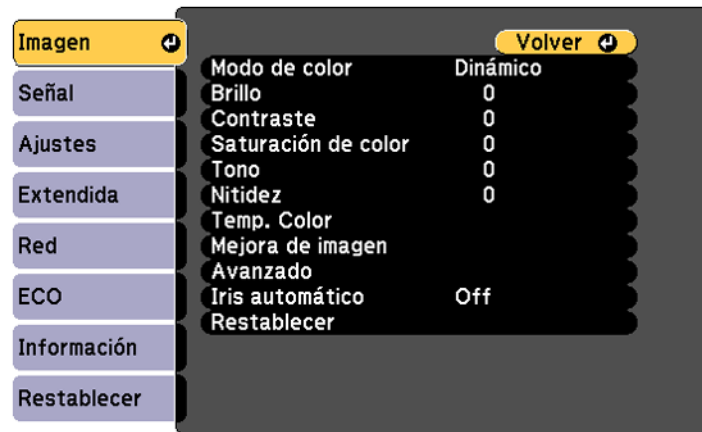 Imagen
Señal
Ajustes
Extendida
Red
ECO
Información
Restablecer
Volver
Modo de color Dinámico
Brillo 0
Contraste 0
Saturación de color 0
Tono 0
Nitidez 0
Temp. Color
Mejora de imagen
Avanzado
Iris automático Off
Restablecer